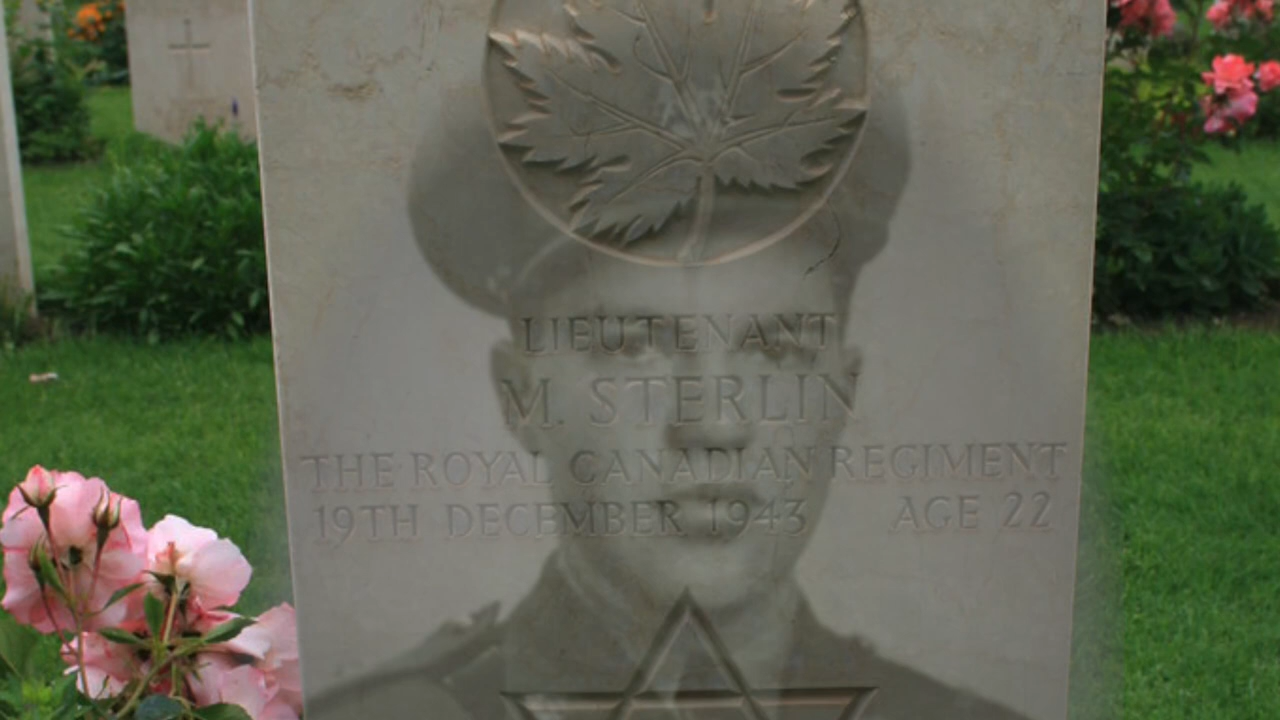 LIEUTENANT
M. STERLIN
THE ROYAL CANADIAN REGIMENT
19TH DECEMBER 1943 AGE 22